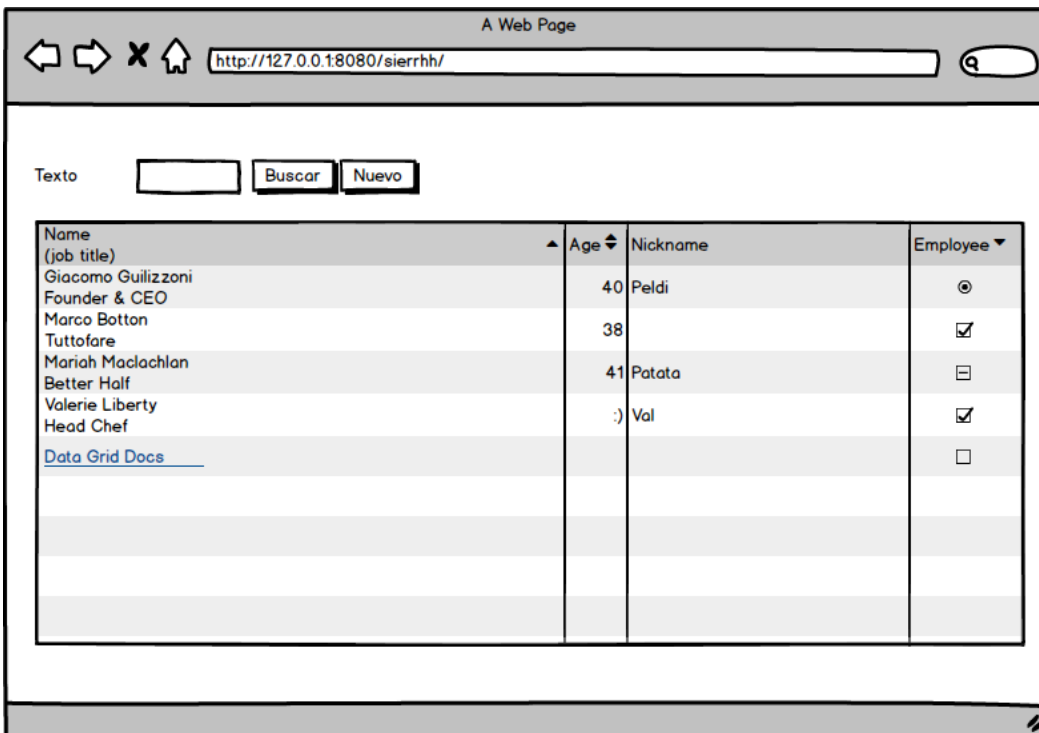 A Web Page
http://127.0.0.1:8080/sierrhh/
Texto
Buscar
Nuevo
Name
(job title)
Age
Nickname
Employee
Giacomo Guilizzoni
Founder & CEO
40
Peldi
Marco Botton
Tuttofare
38
Mariah Maclachlan
Better Half
41
Patata
Valerie Liberty
Head Chef
:)
Val
Data Grid Docs